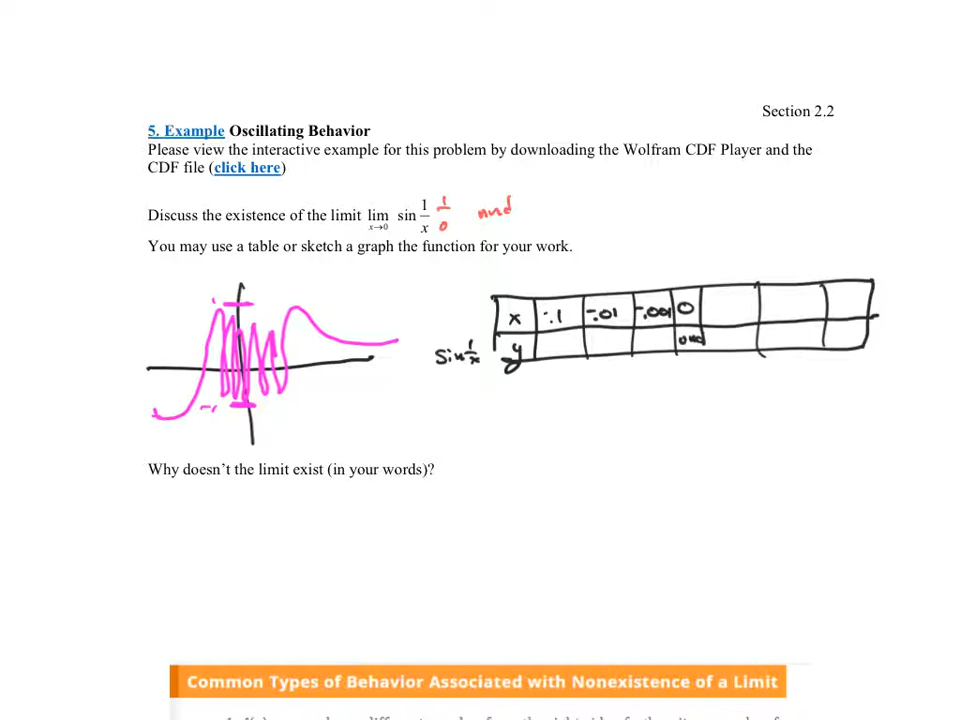 Section 2.2
5. Example Oscillating Behavior
Please view the interactive example for this problem by downloading the Wolfram CDF Player and the
CDF file (click here)
Discuss the existence of the limit lim x→0 sin 1/x 1/0 und
You may use a table or sketch a graph the function for your work.
1
-1
x -.1 -.01 -.001 0
sin 1/x y und
Why doesn't the limit exist (in your words)?
Common Types of Behavior Associated with Nonexistence of a Limit